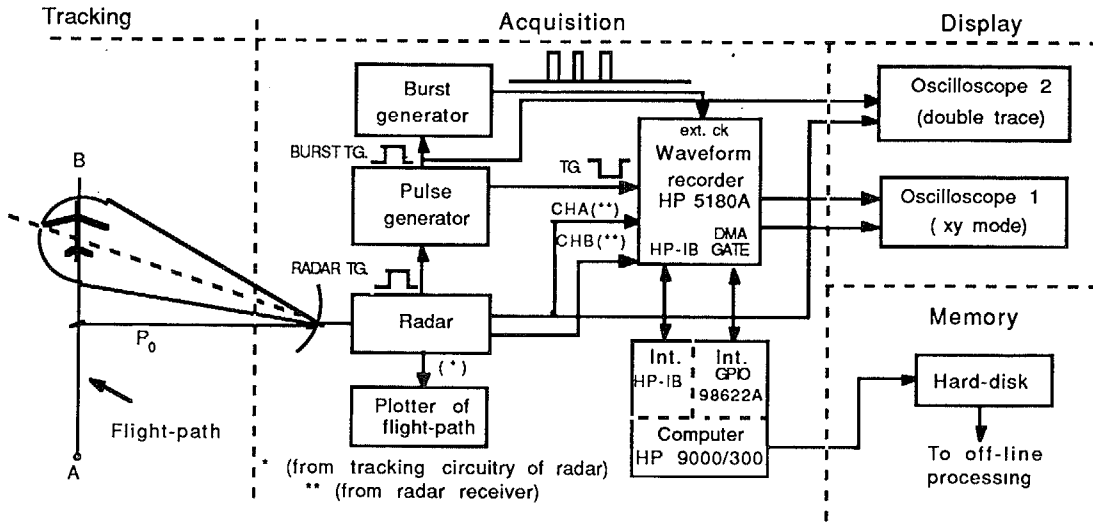 Tracking
Acquisition
Display
Burst
generator
BURST TG.
Pulse
generator
RADAR TG.
Radar
(*)
Plotter of
flight-path
* (from tracking circuitry of radar)
** (from radar receiver)
B
P0
Flight-path
A
TG.
CHA(**)
CHB(**)
ext. ck
Waveform
recorder
HP 5180A
DMA
HP-IB GATE
Int.
HP-IB
Int.
GPIO
98622A
Computer
HP 9000/300
Oscilloscope 2
(double trace)
Oscilloscope 1
( xy mode)
Memory
Hard-disk
To off-line
processing